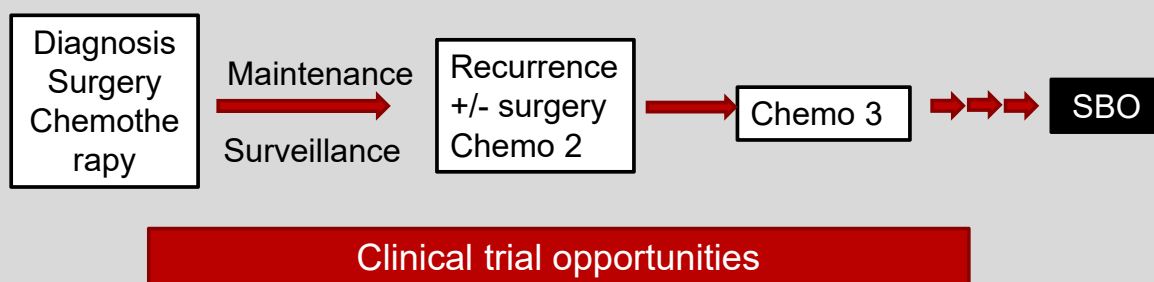 Diagnosis
Surgery
Chemothe
rapy
Maintenance
Surveillance
Recurrence
+/- surgery
Chemo 2
Chemo 3
SBO
Clinical trial opportunities